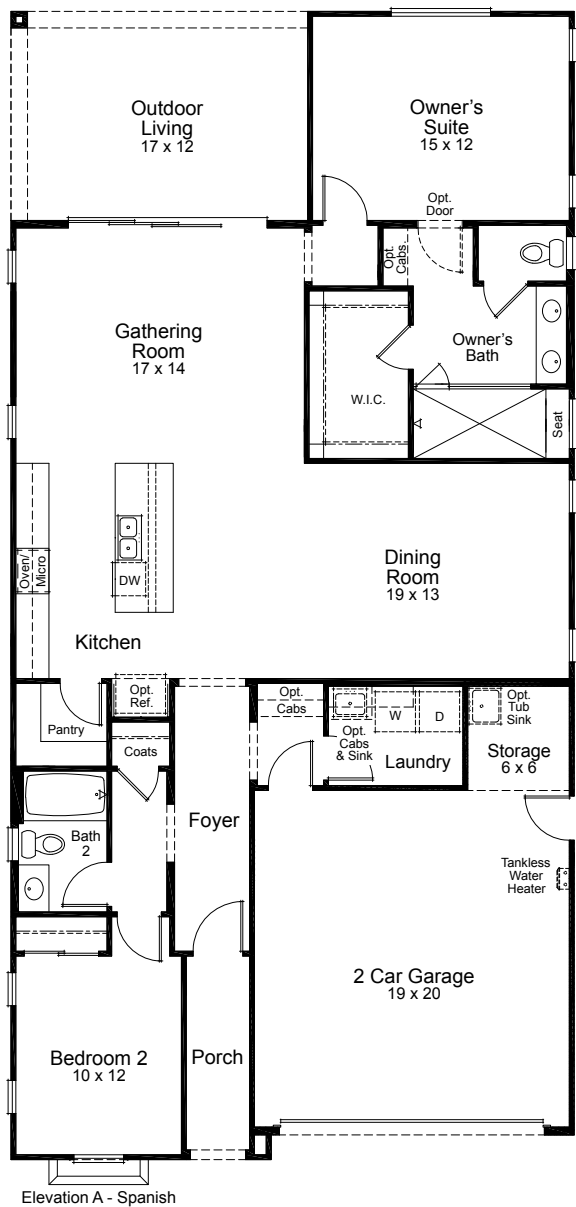 Outdoor
Living
17 x 12
Owner's
Suite
15 x 12
Opt.
Door
Opt.
Cabs.
Gathering
Room
17 x 14
Owner's
Bath
W.I.C.
Seat
Oven/
Micro
DW
Dining
Room
19 x 13
Kitchen
Opt.
Ref.
Pantry
Coats
Opt.
Cabs
W
D
Opt.
Cabs
& Sink
Laundry
Opt.
Tub
Sink
Storage
6 x 6
Foyer
Bath
2
Tankless
Water
Heater
2 Car Garage
19 x 20
Bedroom 2
10 x 12
Porch
Elevation A - Spanish